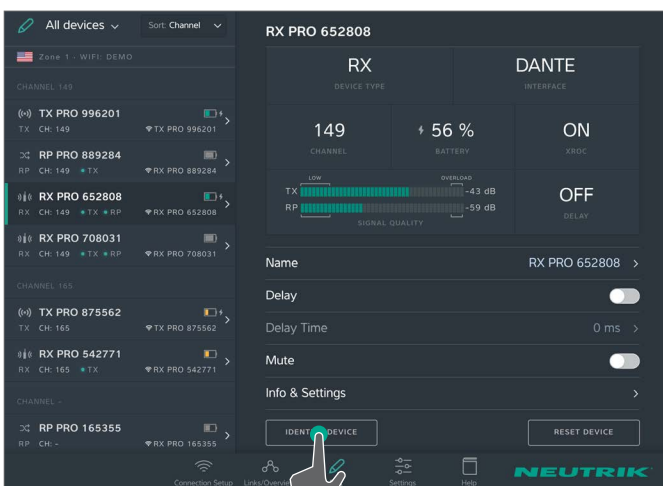 All devices
Sort: Channel
Zone 1 - WIFI: DEMO
CHANNEL 149
TX PRO 996201
TX CH: 149 TX PRO 996201
RP PRO 889284
RP CH: 149 TX RX PRO 889284
RX PRO 652808
RX CH: 149 TX RP RX PRO 652808
RX PRO 708031
RX CH: 149 TX RP RX PRO 708031
CHANNEL 165
TX PRO 875562
TX CH: 165 TX PRO 875562
RX PRO 542771
RX CH: 165 TX RX PRO 542771
CHANNEL -
RP PRO 165355
RP CH: - RX PRO 165355
RX PRO 652808
RX
DEVICE TYPE
DANTE
INTERFACE
149
CHANNEL
56 %
BATTERY
ON
XROC
LOW OVERLOAD
TX -43 dB
RP -59 dB
SIGNAL QUALITY
OFF
DELAY
Name RX PRO 652808 >
Delay
Delay Time 0 ms >
Mute
Info & Settings >
DEVICE
RESET DEVICE
Connection Setup
Settings
Help
NEUTRIK